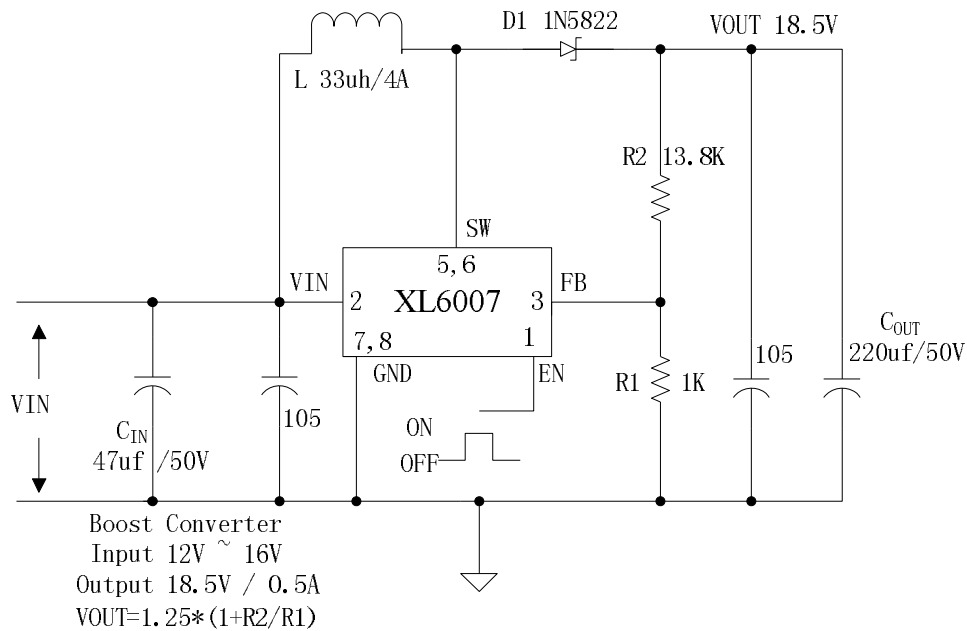 D1 1N5822
VOUT 18.5V
L 33uh/4A
R2 13.8K
SW
5,6
VIN
2
XL6007
3
FB
7,8
1
GND
EN
C_OUT
220uf/50V
105
R1
1K
VIN
105
ON
OFF
C_IN
47uf /50V
Boost Converter
Input 12V ~ 16V
Output 18.5V / 0.5A
VOUT=1.25*(1+R2/R1)